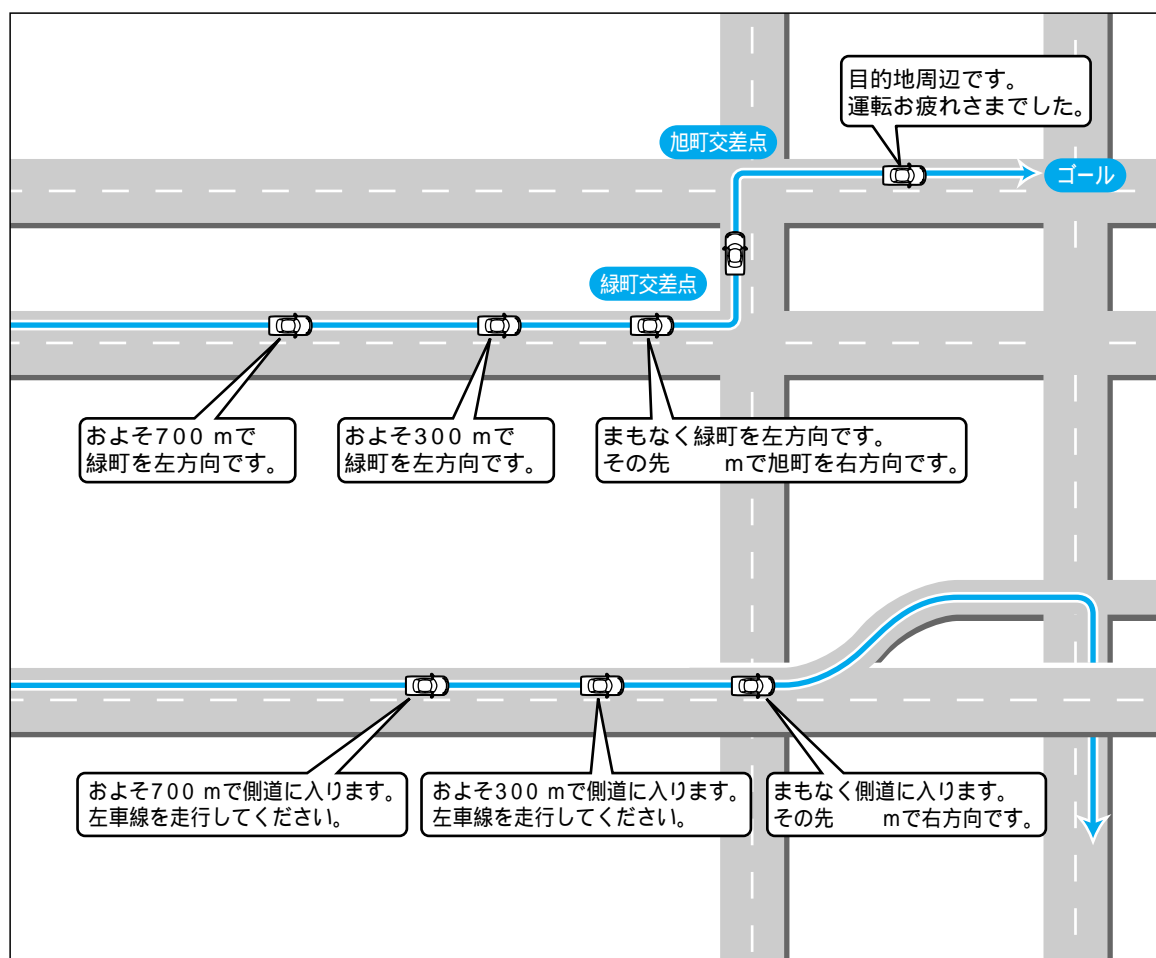 目的地周辺です。
運転お疲れさまでした。
旭町交差点
ゴール
緑町交差点
およそ700 mで
緑町を左方向です。
およそ300 mで
緑町を左方向です。
まもなく緑町を左方向です。
その先　　mで旭町を右方向です。
およそ700 mで側道に入ります。
左車線を走行してください。
およそ300 mで側道に入ります。
左車線を走行してください。
まもなく側道に入ります。
その先　　mで右方向です。